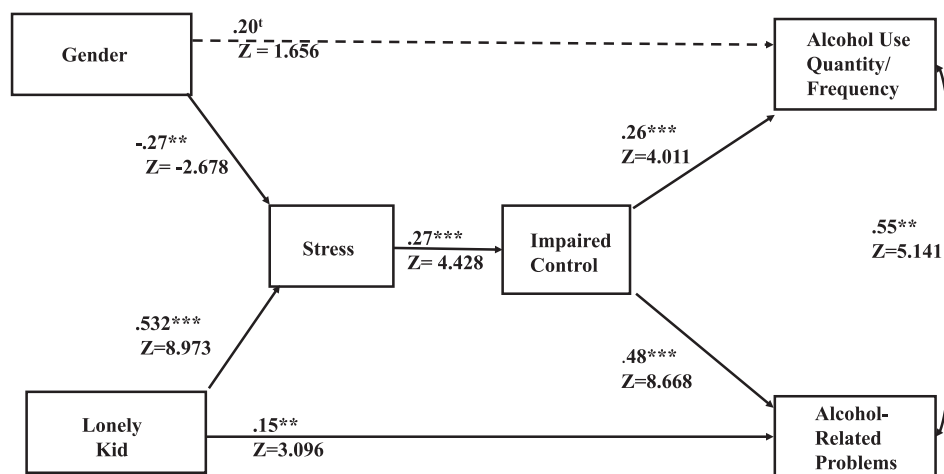 .20ᵗ
Z = 1.656
Gender
Alcohol Use
Quantity/
Frequency
-.27**
Z= -2.678
.26***
Z=4.011
Stress
.27***
Z= 4.428
Impaired
Control
.55**
Z=5.141
.532***
Z=8.973
.48***
Z=8.668
Lonely
Kid
.15**
Z=3.096
Alcohol-
Related
Problems